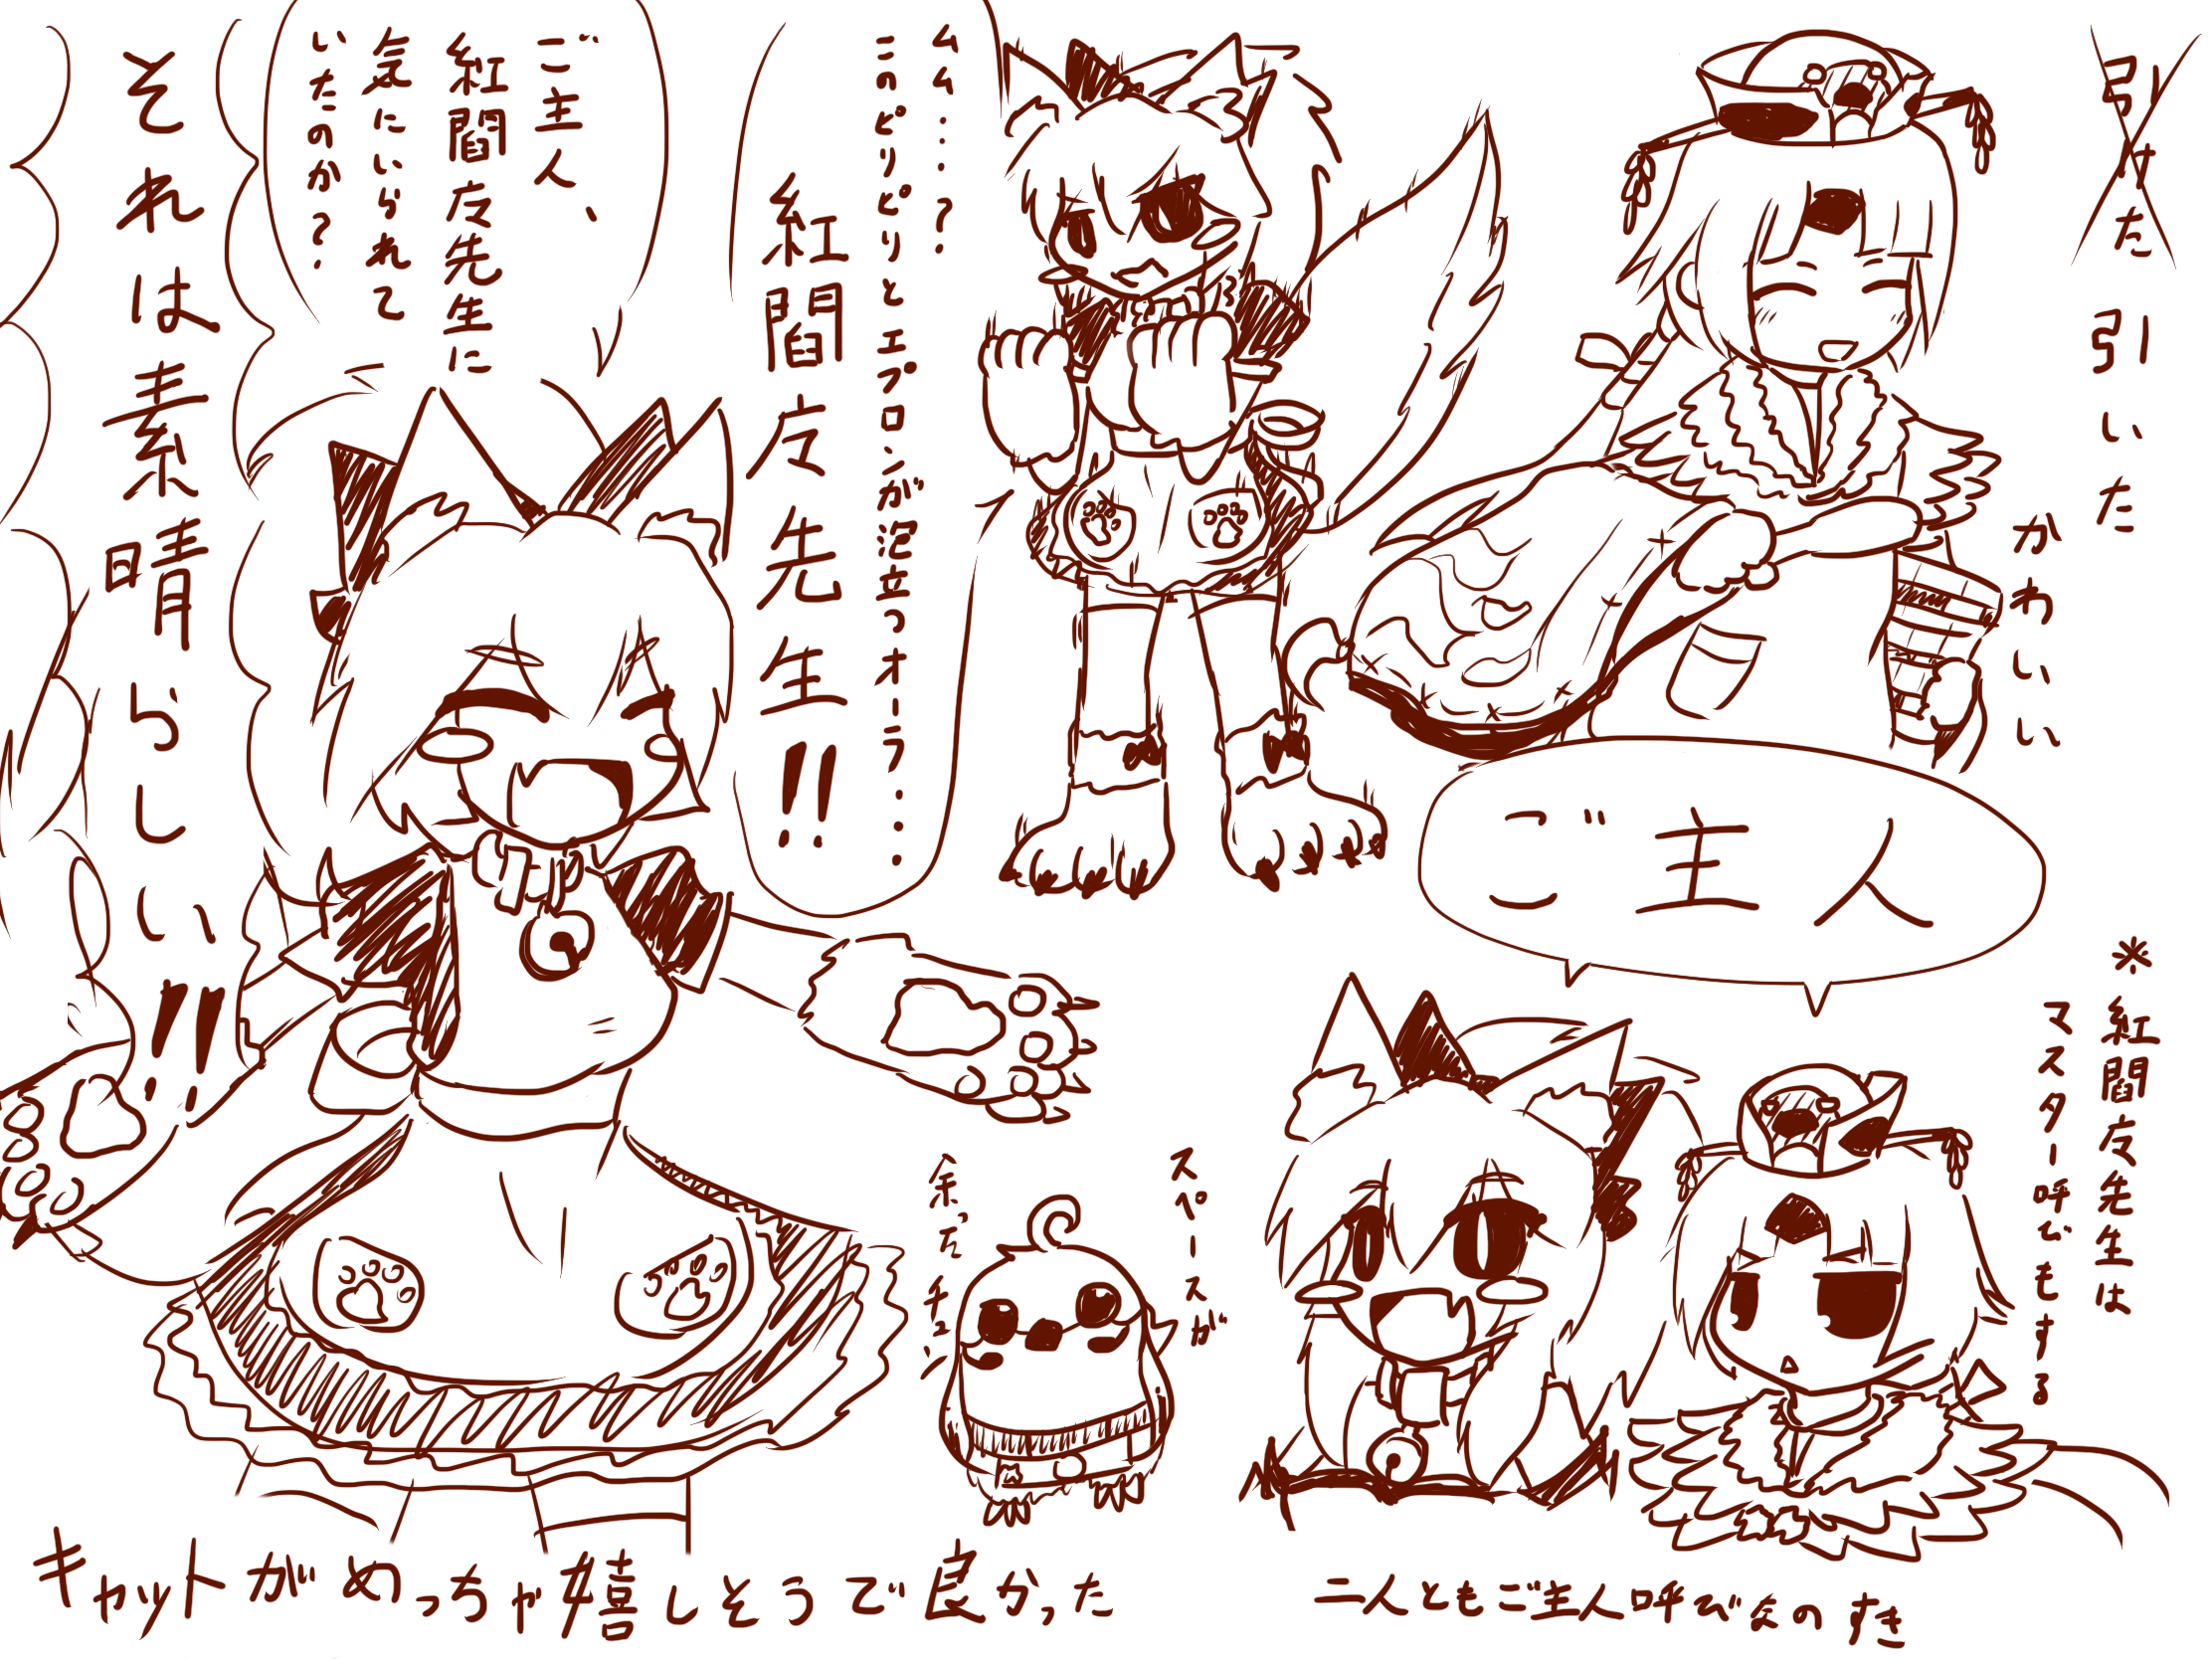 引た
引いた
かわいい
ムム・・・？・
このピリピリとエプロンが泡立つオーラ・・・・
紅閻䛾先生!!
ご主人、
紅閻䛾先生に
気にいられて
いたのか？
それは素晴らしい!!
ご主人
※紅閻䛾先生は
マスター呼びもする
スペースが
余ったチュン
キャットがめっちゃ嬉しそうで良かった
二人ともご主人呼びなのすき